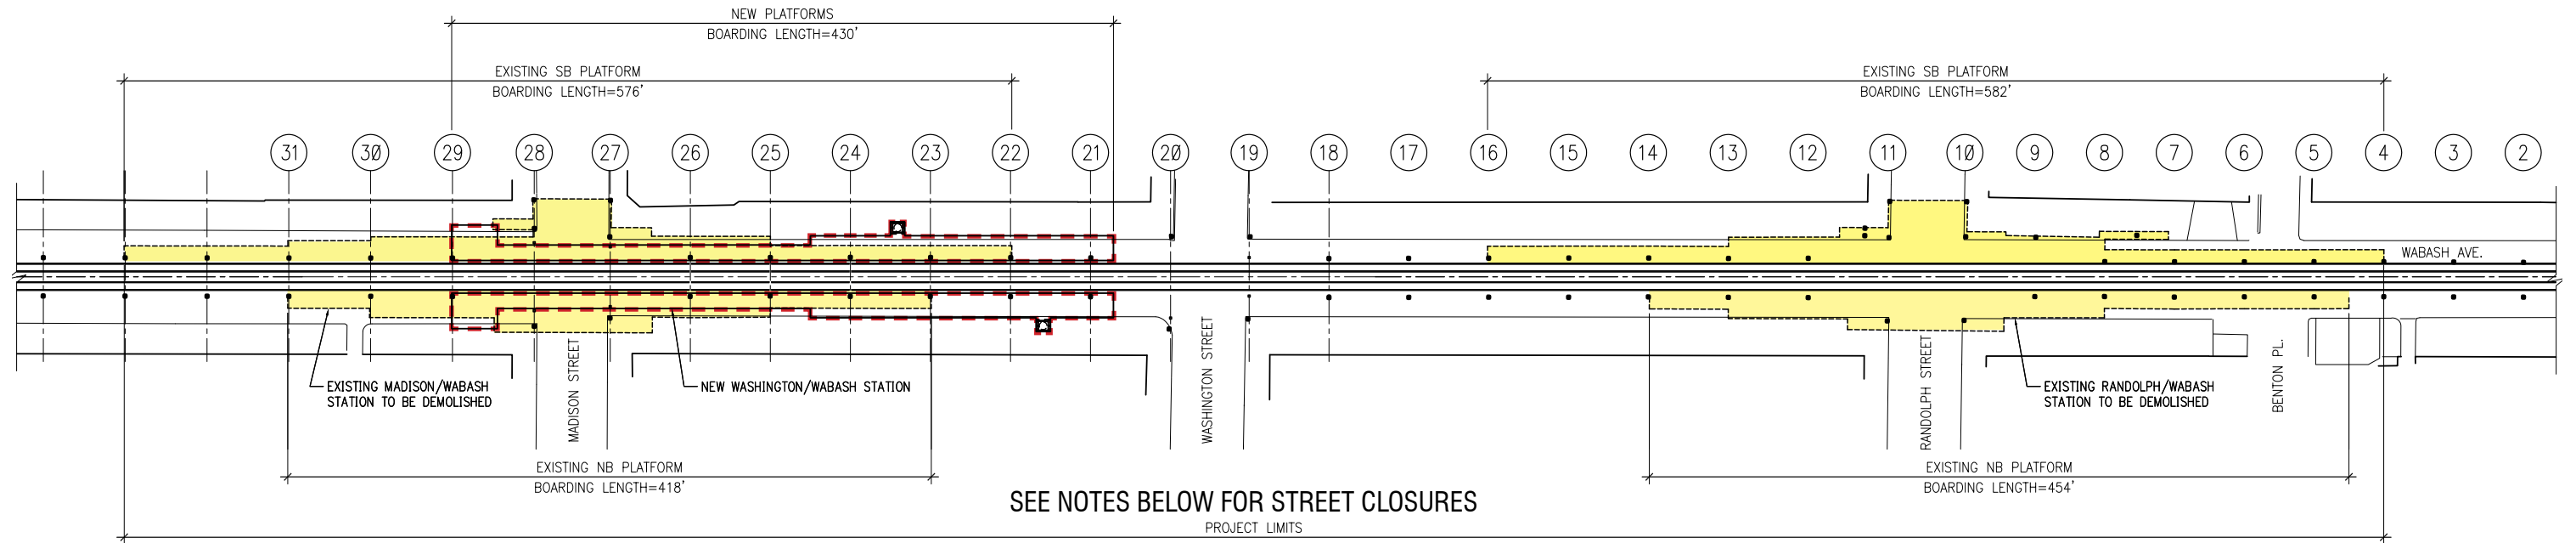 NEW PLATFORMS
BOARDING LENGTH=430'
EXISTING SB PLATFORM
BOARDING LENGTH=576'
EXISTING SB PLATFORM
BOARDING LENGTH=582'
31 30 29 28 27 26 25 24 23 22 21 20 19 18 17 16 15 14 13 12 11 10 9 8 7 6 5 4 3 2
WABASH AVE.
EXISTING MADISON/WABASH
STATION TO BE DEMOLISHED
MADISON STREET
NEW WASHINGTON/WABASH STATION
WASHINGTON STREET
RANDOLPH STREET
EXISTING RANDOLPH/WABASH
STATION TO BE DEMOLISHED
BENTON PL.
EXISTING NB PLATFORM
BOARDING LENGTH=418'
EXISTING NB PLATFORM
BOARDING LENGTH=454'
SEE NOTES BELOW FOR STREET CLOSURES
PROJECT LIMITS